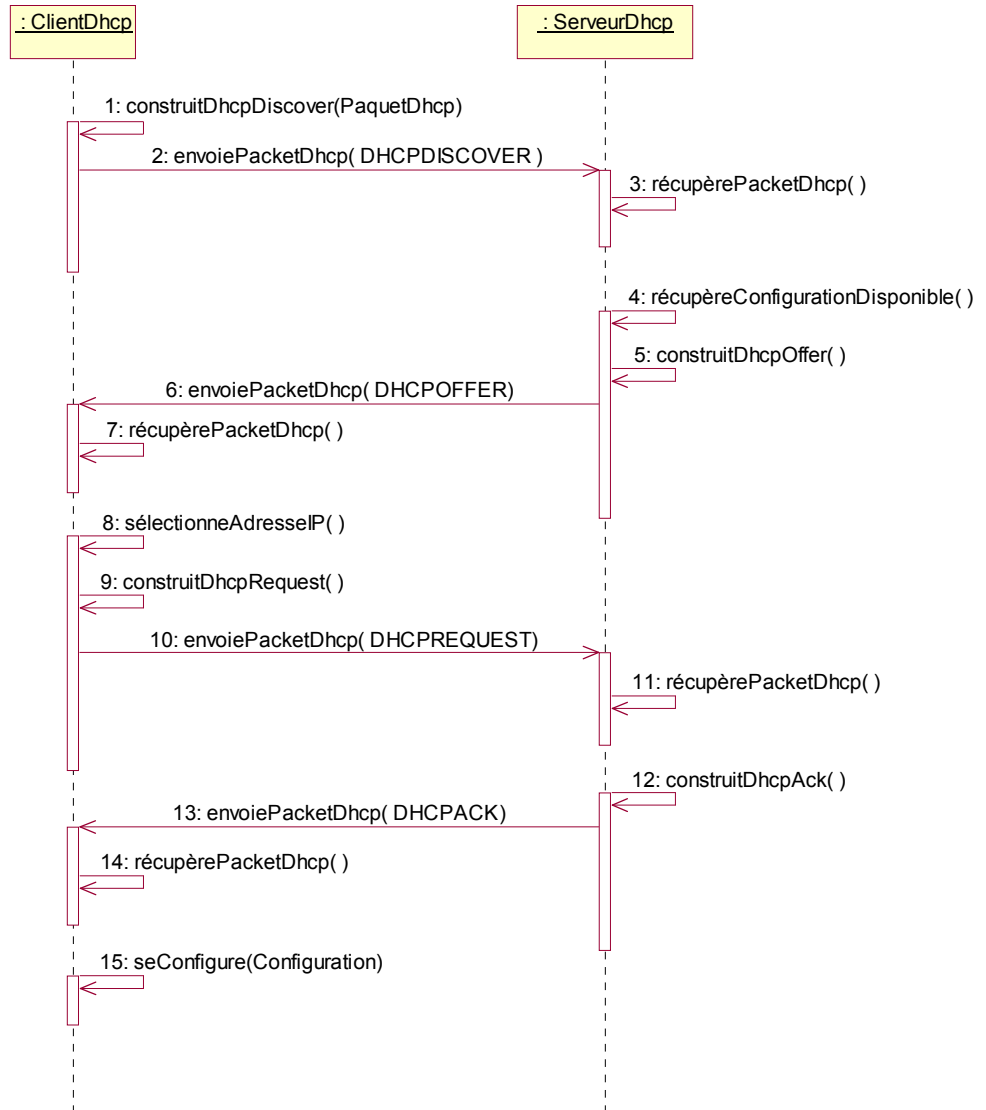 : ClientDhcp
: ServeurDhcp
1: construitDhcpDiscover(PaquetDhcp)
2: envoiePacketDhcp( DHCPDISCOVER )
3: récupèrePacketDhcp( )
4: récupèreConfigurationDisponible( )
5: construitDhcpOffer( )
6: envoiePacketDhcp( DHCPOFFER)
7: récupèrePacketDhcp( )
8: sélectionneAdresseIP( )
9: construitDhcpRequest( )
10: envoiePacketDhcp( DHCPREQUEST)
11: récupèrePacketDhcp( )
12: construitDhcpAck( )
13: envoiePacketDhcp( DHCPACK)
14: récupèrePacketDhcp( )
15: seConfigure(Configuration)